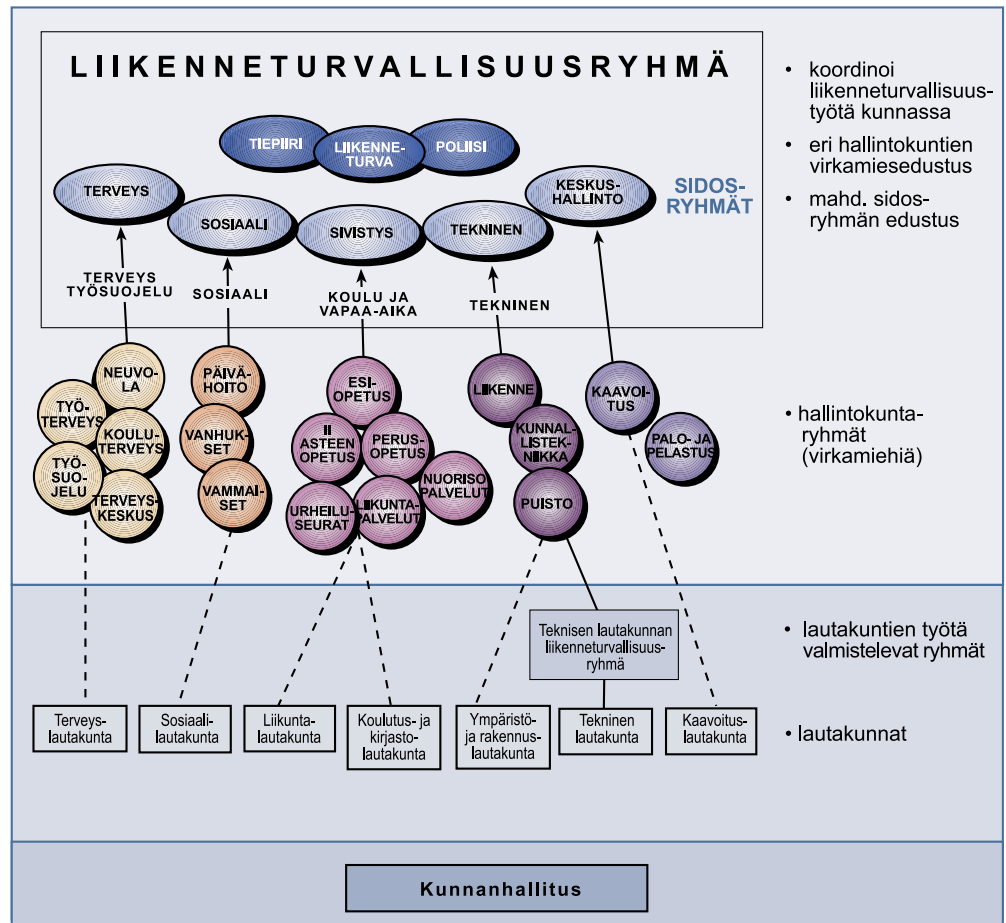 LIIKENNETURVALLISUUSRYHMÄ
TIEPIIRI
LIIKENNE-
TURVA
POLIISI
TERVEYS
SOSIAALI
SIVISTYS
TEKNINEN
KESKUS-
HALLINTO
SIDOS-
RYHMÄT
TERVEYS
TYÖSUOJELU
SOSIAALI
KOULU JA
VAPAA-AIKA
TEKNINEN
• koordinoi
liikenneturvallisuus-
työtä kunnassa
• eri hallintokuntien
virkamiesedustus
• mahd. sidos-
ryhmän edustus
NEUVOLA
TYÖ-
TERVEYS
KOULU-
TERVEYS
TYÖ-
SUO-
JELU
TERVEYS-
KESKUS
PÄIVÄ-
HOITO
VANHUK-
SET
VAMMAI-
SET
ESI-
OPETUS
II
ASTEEN
OPETUS
PERUS-
OPETUS
NUORISO
PALVELUT
URHEILU-
SEURAT
LIIKUNTA-
PALVELUT
LIIKENNE
KUNNAL-
LISTEK-
NIIKKA
PUISTO
KAAVOI-
TUS
PALO- JA
PELASTUS
• hallintokunta-
ryhmät
(virkamiehiä)
Teknisen lautakunnan
liikenneturvallisuus-
ryhmä
• lautakuntien työtä
valmistelevat ryhmät
Terveys-
lautakunta
Sosiaali-
lautakunta
Liikunta-
lautakunta
Koulutus- ja
kirjasto-
lautakunta
Ympäristö-
ja rakennus-
lautakunta
Tekninen
lautakunta
Kaavoitus-
lautakunta
• lautakunnat
Kunnanhallitus